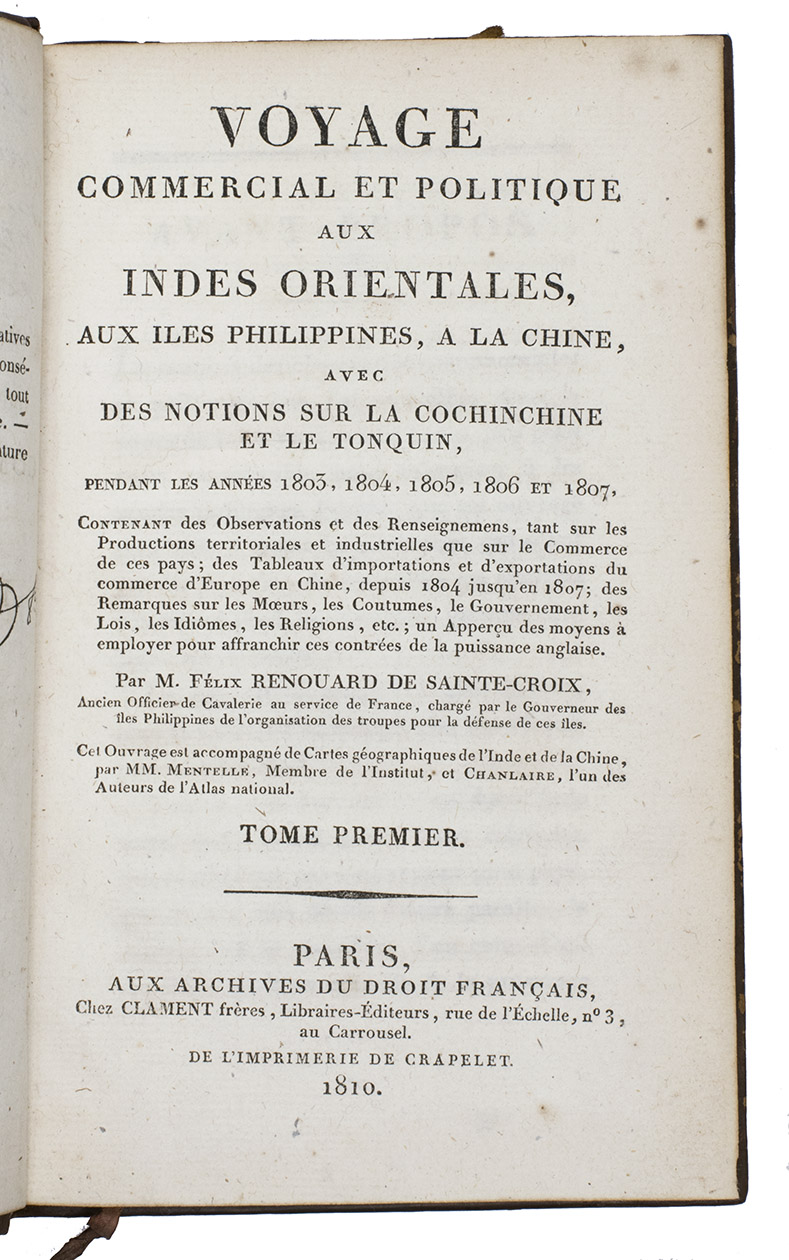 atives
onsé-
tout
. —
ature
VOYAGE
COMMERCIAL ET POLITIQUE
AUX
INDES ORIENTALES,
AUX ILES PHILIPPINES, A LA CHINE,
AVEC
DES NOTIONS SUR LA COCHINCHINE
ET LE TONQUIN,
PENDANT LES ANNÉES 1803, 1804, 1805, 1806 ET 1807,
CONTENANT des Observations et des Renseignemens, tant sur les
Productions territoriales et industrielles que sur le Commerce
de ces pays; des Tableaux d'importations et d'exportations du
commerce d'Europe en Chine, depuis 1804 jusqu'en 1807; des
Remarques sur les Mœurs, les Coutumes, le Gouvernement, les
Lois, les Idiômes, les Religions, etc.; un Apperçu des moyens à
employer pour affranchir ces contrées de la puissance anglaise.
PAR M. FÉLIX RENOUARD DE SAINTE-CROIX,
Ancien Officier de Cavalerie au service de France, chargé par le Gouverneur des
îles Philippines de l'organisation des troupes pour la défense de ces îles.
Cet Ouvrage est accompagné de Cartes géographiques de l'Inde et de la Chine,
par MM. MENTELLE, Membre de l'Institut, et CHANLAIRE, l'un des
Auteurs de l'Atlas national.
TOME PREMIER.
PARIS,
AUX ARCHIVES DU DROIT FRANÇAIS,
Chez CLAMENT frères, Libraires-Éditeurs, rue de l'Échelle, nº 3,
au Carrousel.
DE L'IMPRIMERIE DE CRAPELET.
1810.